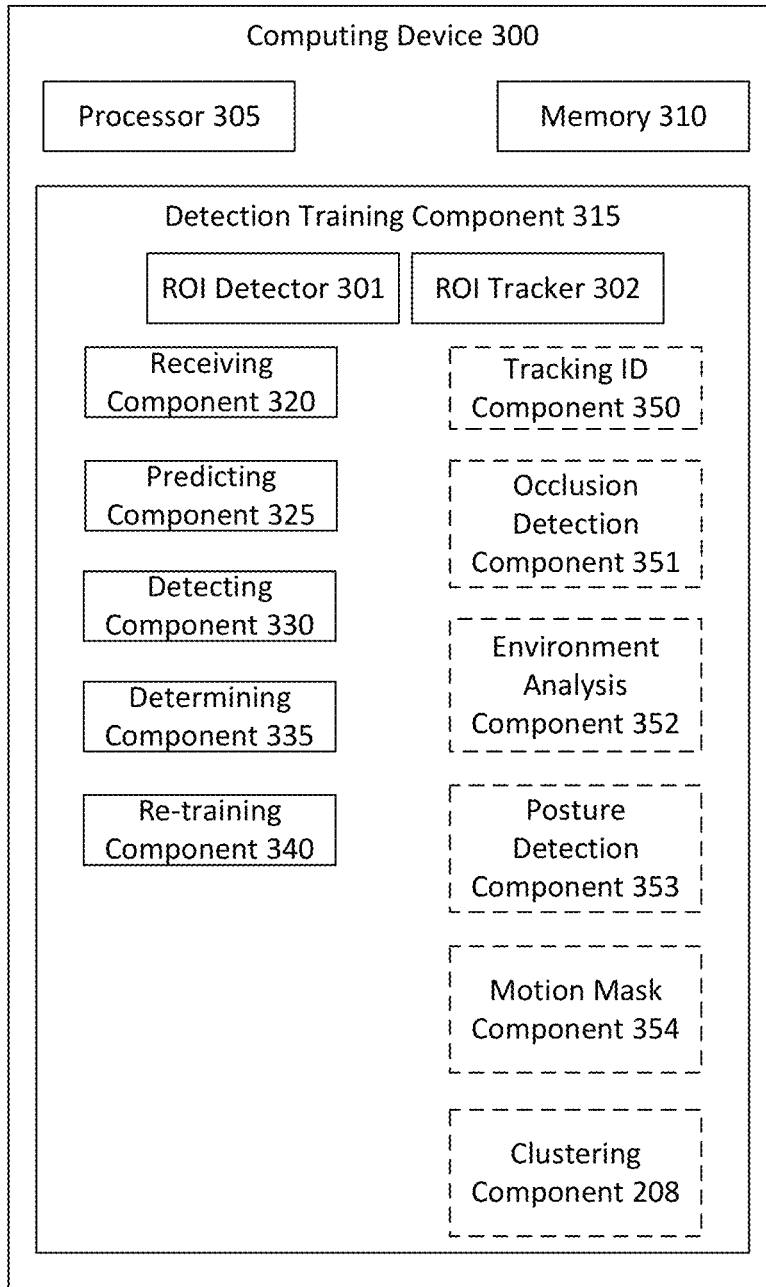 Computing Device 300
Processor 305
Memory 310
Detection Training Component 315
ROI Detector 301
ROI Tracker 302
Receiving
Component 320
Predicting
Component 325
Detecting
Component 330
Determining
Component 335
Re-training
Component 340
Tracking ID
Component 350
Occlusion
Detection
Component 351
Environment
Analysis
Component 352
Posture
Detection
Component 353
Motion Mask
Component 354
Clustering
Component 208